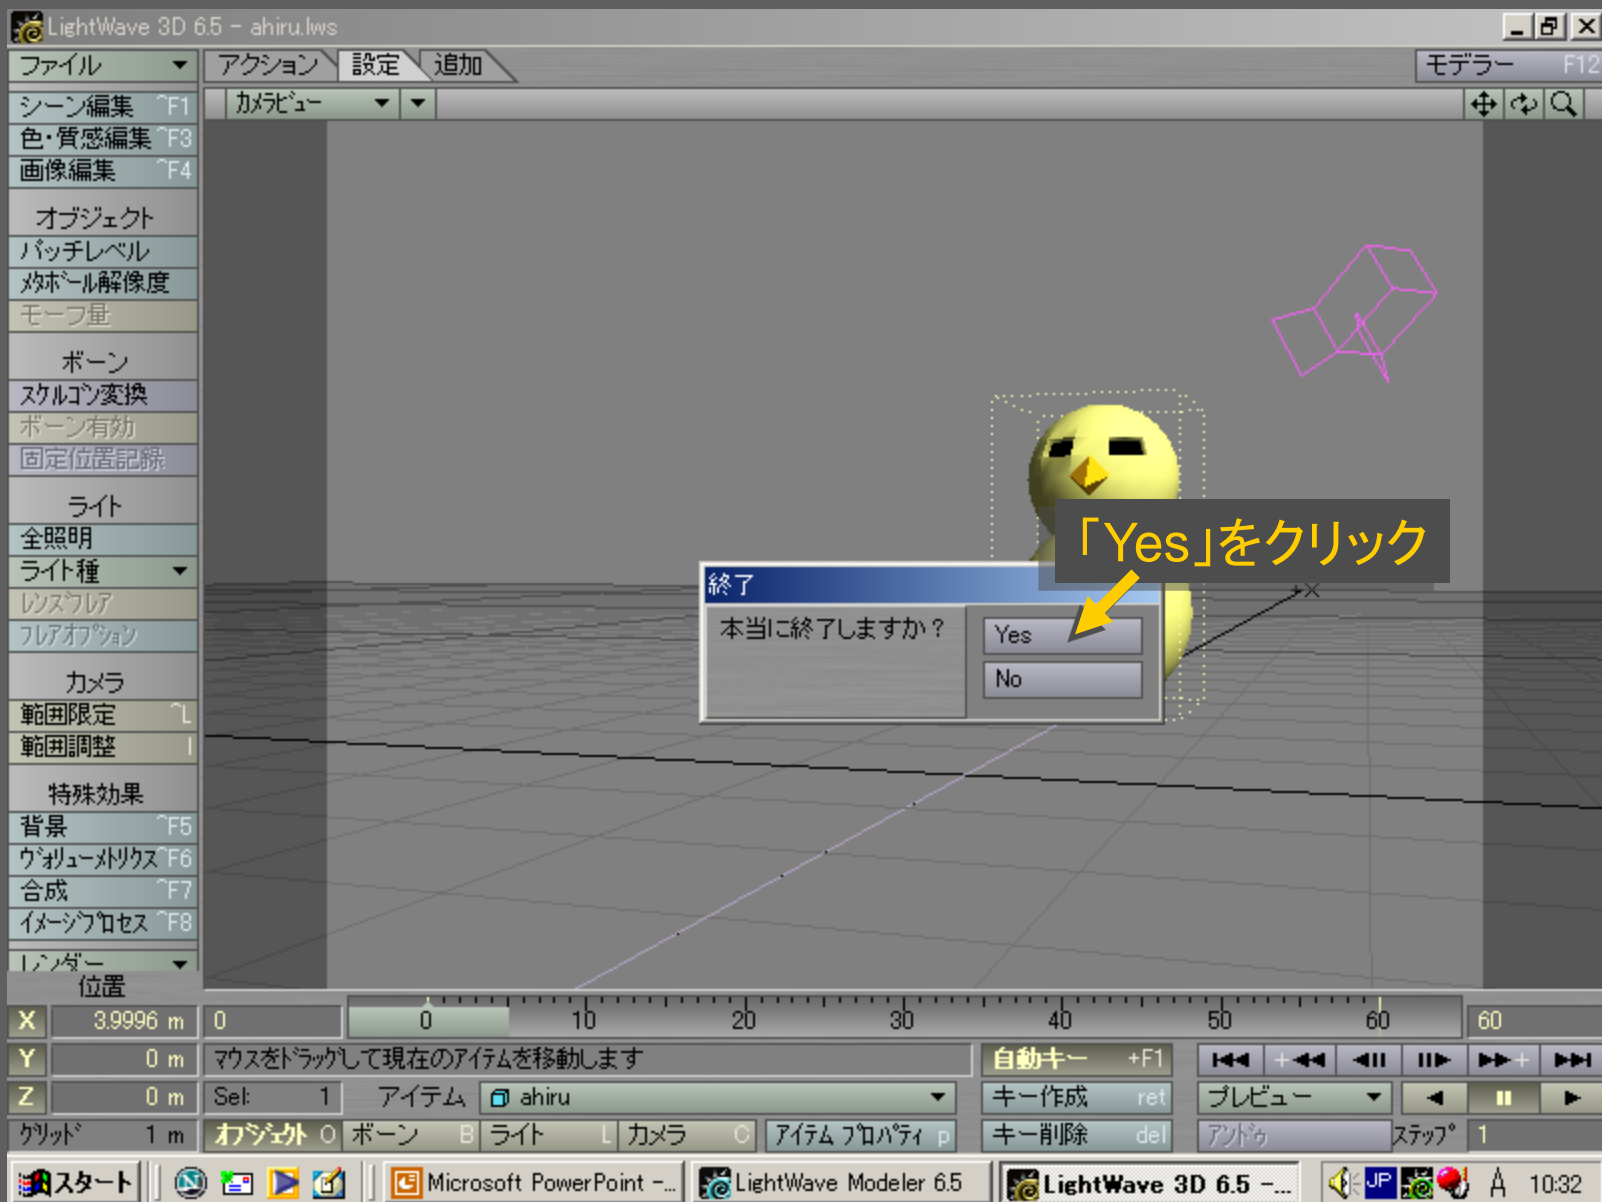 LightWave 3D 6.5 - ahiru.lws
ファイル
アクション 設定 追加
モデラー F12
カメラビュー
シーン編集 ^F1
色・質感編集 ^F3
画像編集 ^F4
オブジェクト
パッチレベル
メタボール解像度
モーフ量
ボーン
スケルゴン変換
ボーン有効
固定位置記録
ライト
全照明
ライト種
レンズフレア
フレアオプション
カメラ
範囲限定 ^L
範囲調整 l
特殊効果
背景 ^F5
ヴォリューメトリクス ^F6
合成 ^F7
イメージプロセス ^F8
レンダー
「Yes」をクリック
終了
本当に終了しますか？
Yes
No
X
位置
X 3.9996 m 0 0 10 20 30 40 50 60 60
Y 0 m マウスをドラッグして現在のアイテムを移動します 自動キー +F1
Z 0 m Sel: 1 アイテム ahiru キー作成 ret プレビュー
グリッド 1 m オブジェクト O ボーン B ライト L カメラ C アイテム プロパティ p キー削除 del アンドゥ ステップ 1
スタート Microsoft PowerPoint -... LightWave Modeler 6.5 LightWave 3D 6.5 -... JP A 10:32